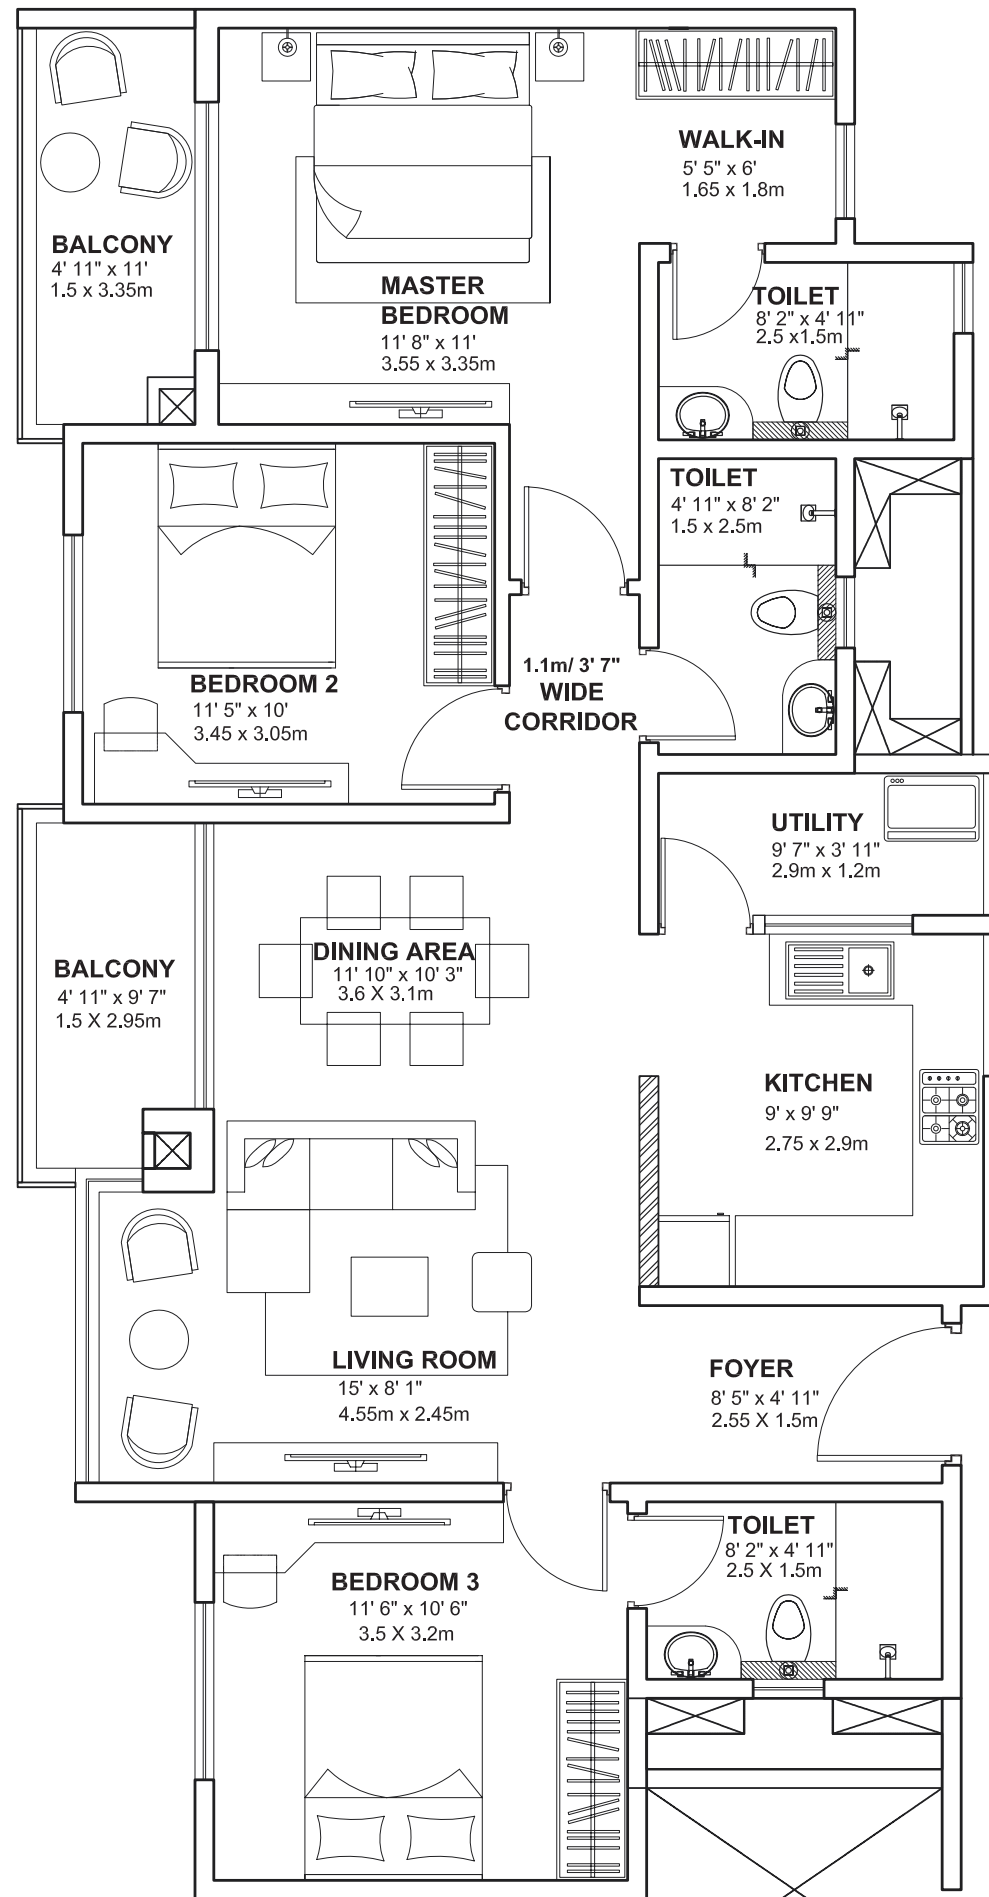 WALK-IN
5' 5" x 6'
1.65 x 1.8m
BALCONY
4' 11" x 11'
1.5 x 3.35m
MASTER
BEDROOM
11' 8" x 11'
3.55 x 3.35m
TOILET
8' 2" x 4' 11"
2.5 x1.5m
TOILET
4' 11" x 8' 2"
1.5 x 2.5m
BEDROOM 2
11' 5" x 10'
3.45 x 3.05m
1.1m/ 3' 7"
WIDE
CORRIDOR
UTILITY
9' 7" x 3' 11"
2.9m x 1.2m
DINING AREA
11' 10" x 10' 3"
3.6 X 3.1m
BALCONY
4' 11" x 9' 7"
1.5 X 2.95m
KITCHEN
9' x 9' 9"
2.75 x 2.9m
LIVING ROOM
15' x 8' 1"
4.55m x 2.45m
FOYER
8' 5" x 4' 11"
2.55 X 1.5m
TOILET
8' 2" x 4' 11"
2.5 X 1.5m
BEDROOM 3
11' 6" x 10' 6"
3.5 X 3.2m